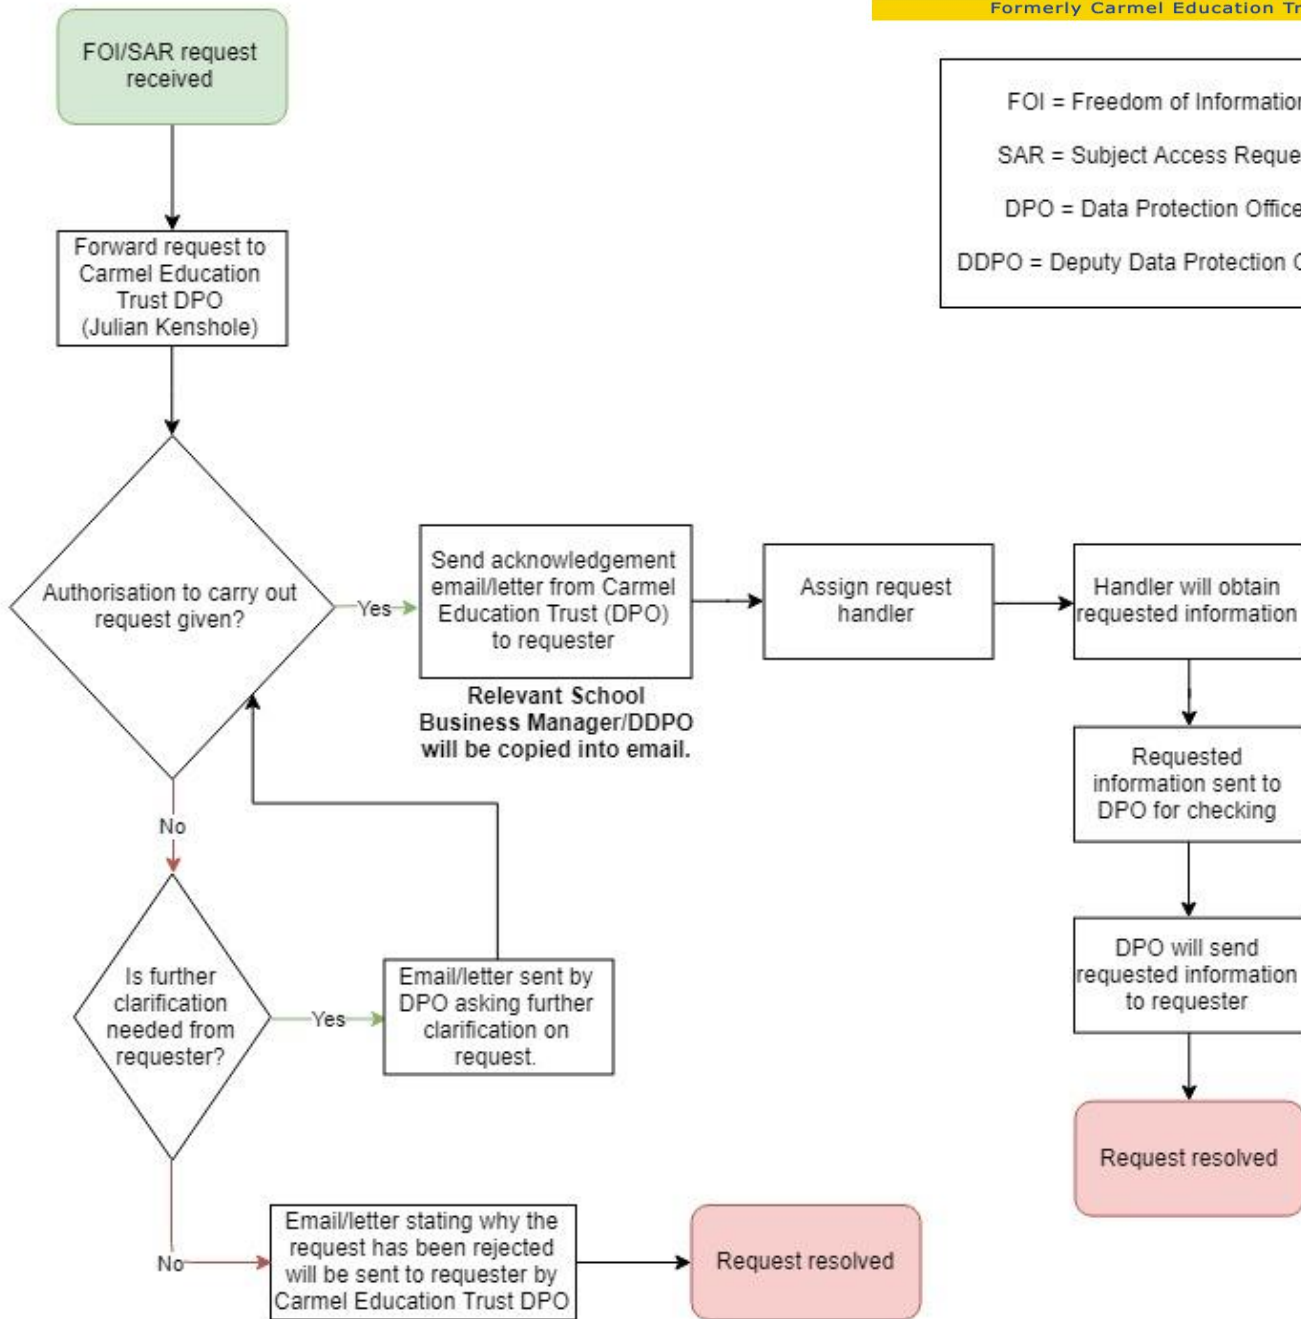 Formerly Carmel Education
FOI/SAR request
received
FOI = Freedom of Information
SAR = Subject Access
DPO = Data Protection
DDPO = Deputy Data Protection
Forward request to
Carmel Education
Trust DPO
(Julian Kenshole)
Authorisation to carry out
request given?
Yes
Send acknowledgement
email/letter from Carmel
Education Trust (DPO)
to requester
Relevant School
Business Manager/DDPO
will be copied into email.
Assign request
handler
Handler will obtain
requested information
Requested
information sent to
DPO for checking
DPO will send
requested information
to requester
Request resolved
No
Is further
clarification
needed from
requester?
Yes
Email/letter sent by
DPO asking further
clarification on
request.
No
Email/letter stating why the
request has been rejected
will be sent to requester by
Carmel Education Trust DPO
Request resolved